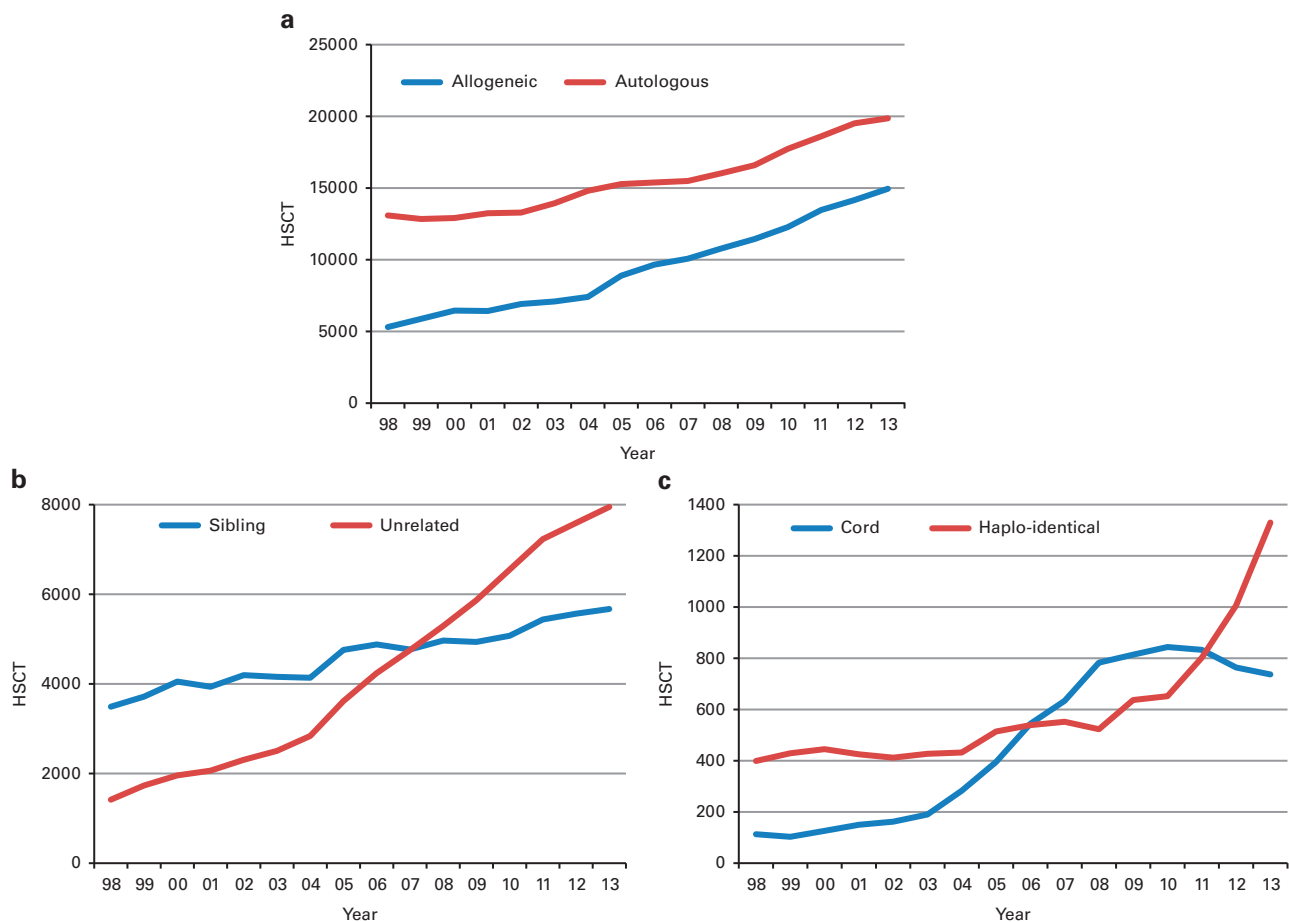 a
25000
20000
15000
10000
5000
0
HSCT
Allogeneic Autologous
98 99 00 01 02 03 04 05 06 07 08 09 10 11 12 13
Year
b
8000
6000
4000
2000
0
HSCT
Sibling Unrelated
98 99 00 01 02 03 04 05 06 07 08 09 10 11 12 13
Year
c
1400
1200
1000
800
600
400
200
0
HSCT
Cord Haplo-identical
98 99 00 01 02 03 04 05 06 07 08 09 10 11 12 13
Year